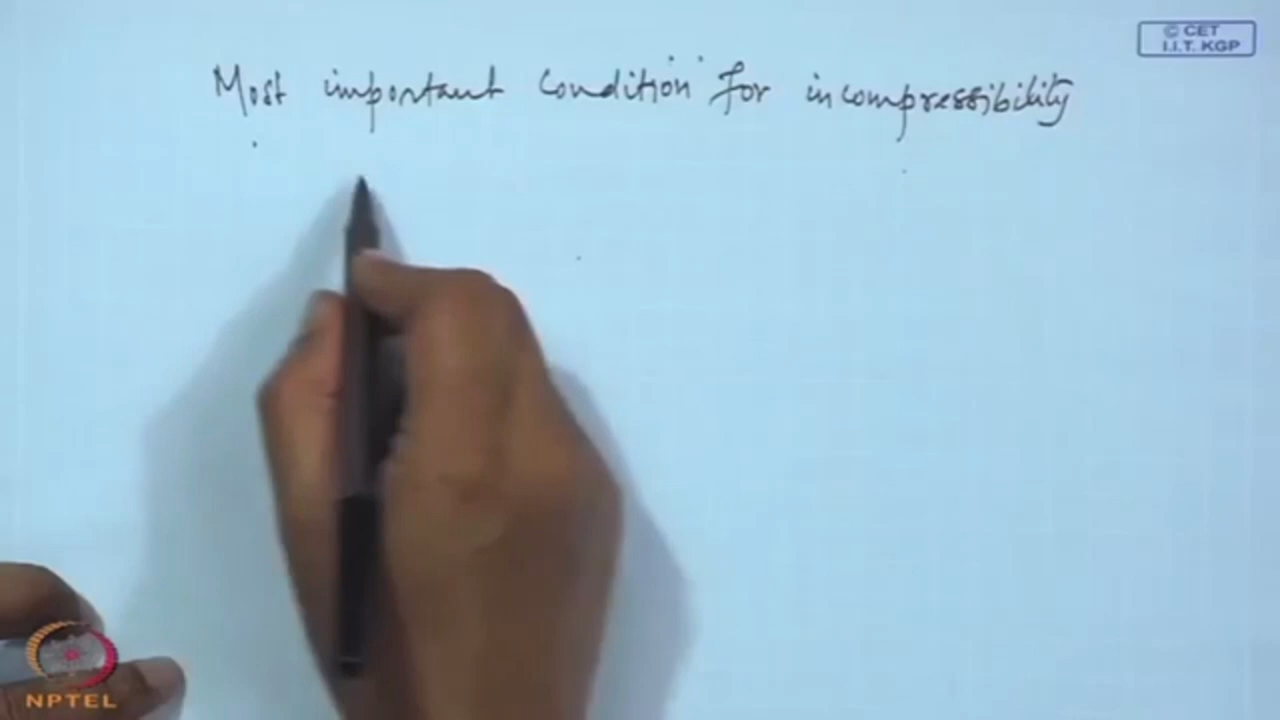 © CET
I.I.T. KGP
Most important condition for incompressibility
NPTEL